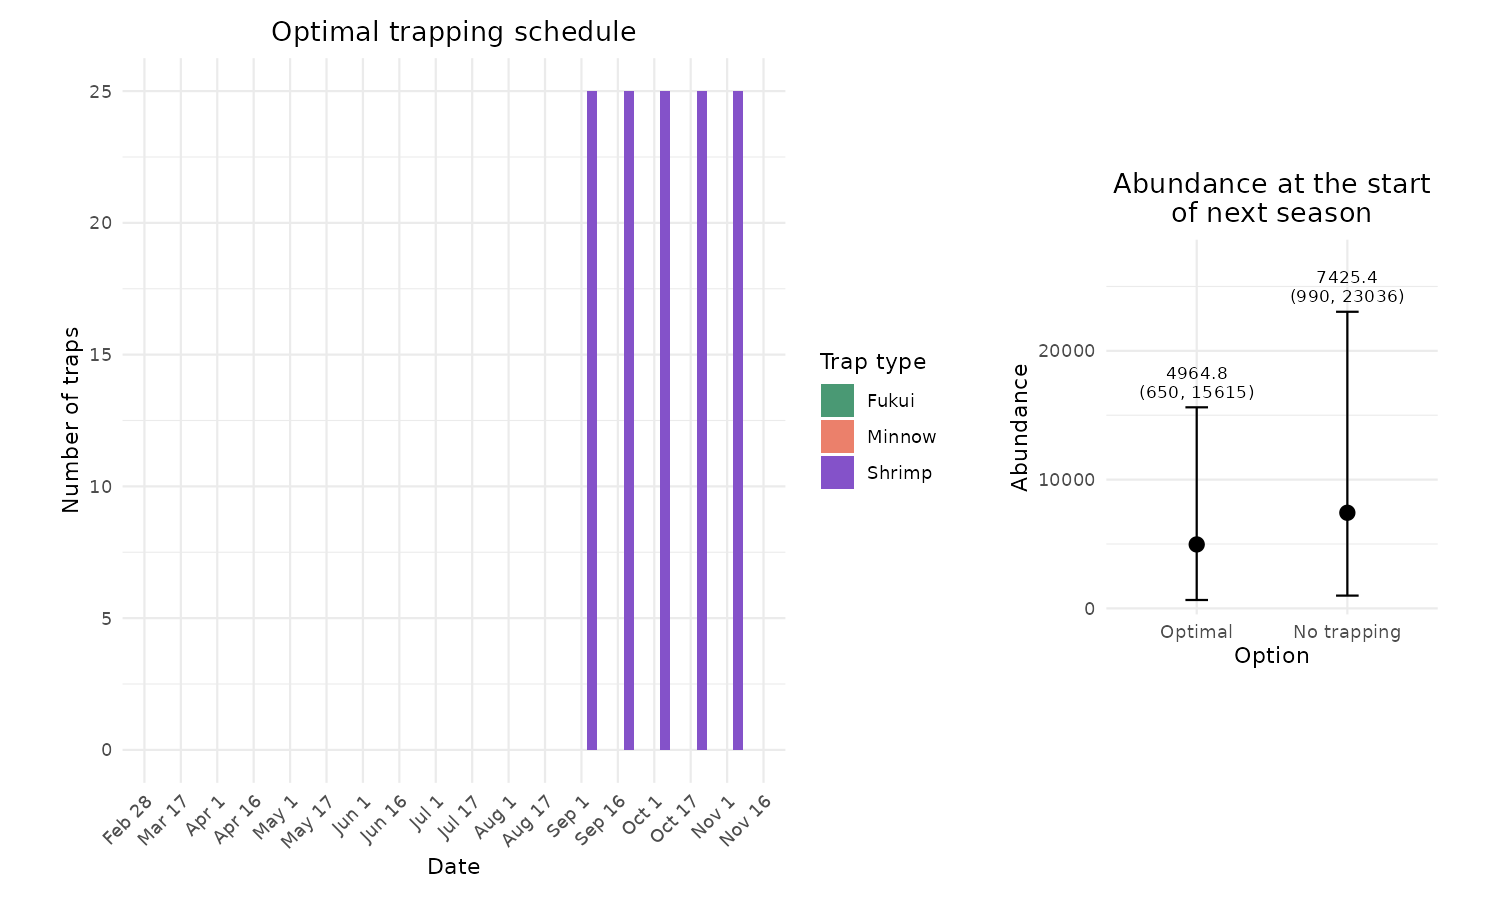 Optimal trapping schedule
Number of traps
25
20
15
10
5
0
Feb 28
Mar 17
Apr 1
Apr 16
May 1
May 17
Jun 1
Jun 16
Jul 1
Jul 17
Aug 1
Aug 17
Sep 1
Sep 16
Oct 1
Oct 17
Nov 1
Nov 16
Date
Trap type
Fukui
Minnow
Shrimp
Abundance at the start
of next season
Abundance
20000
10000
0
4964.8
(650, 15615)
7425.4
(990, 23036)
Optimal
No trapping
Option